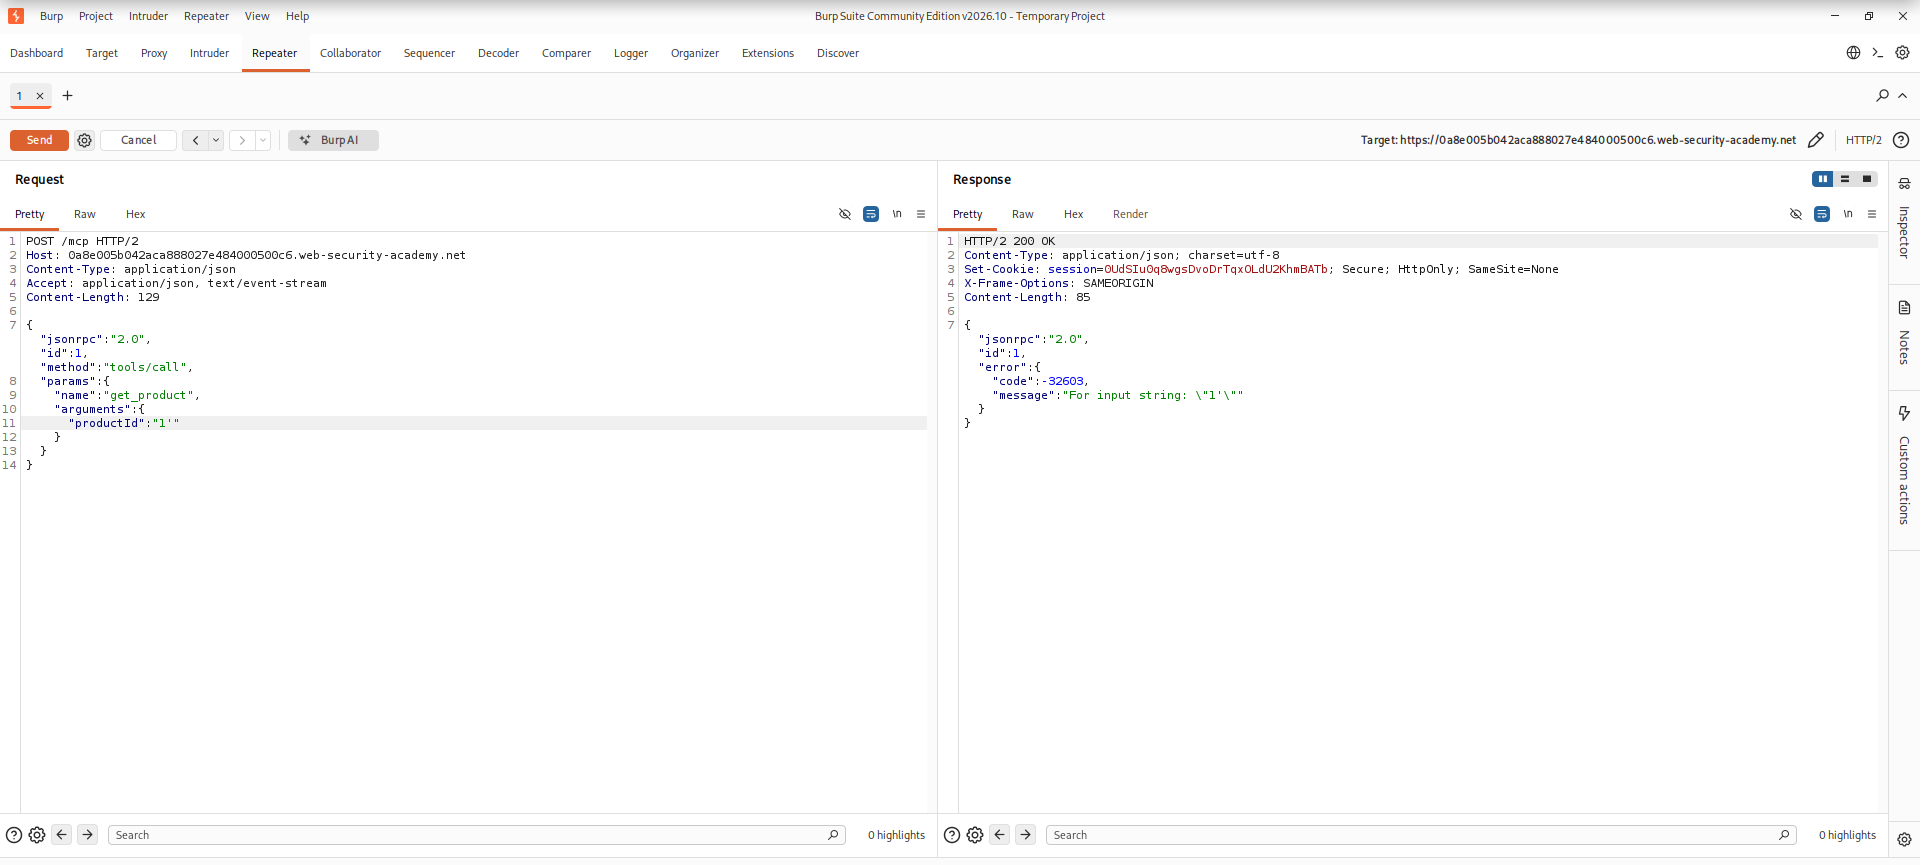 Burp Project Intruder Repeater View Help Burp Suite Community Edition v2026.10 - Temporary Project
Dashboard Target Proxy Intruder Repeater Collaborator Sequencer Decoder Comparer Logger Organizer Extensions Discover
1
Send Cancel Burp AI Target: https://0a8e005b042aca888027e484000500c6.web-security-academy.net HTTP/2
Request
Pretty Raw Hex \n
1 POST /mcp HTTP/2
2 Host: 0a8e005b042aca888027e484000500c6.web-security-academy.net
3 Content-Type: application/json
4 Accept: application/json, text/event-stream
5 Content-Length: 129
6
7 {
"jsonrpc":"2.0",
"id":1,
"method":"tools/call",
8 "params":{
9 "name":"get_product",
10 "arguments":{
11 "productId":"1'"
12 }
13 }
14 }
Search 0 highlights
Response
Pretty Raw Hex Render \n
1 HTTP/2 200 OK
2 Content-Type: application/json; charset=utf-8
3 Set-Cookie: session=0UdSIu0q8wgsDvoDrTqxOLdU2KhmBATb; Secure; HttpOnly; SameSite=None
4 X-Frame-Options: SAMEORIGIN
5 Content-Length: 85
6
7 {
"jsonrpc":"2.0",
"id":1,
"error":{
"code":-32603,
"message":"For input string: \"1'\""
}
}
Search 0 highlights
Inspector
Notes
Custom actions